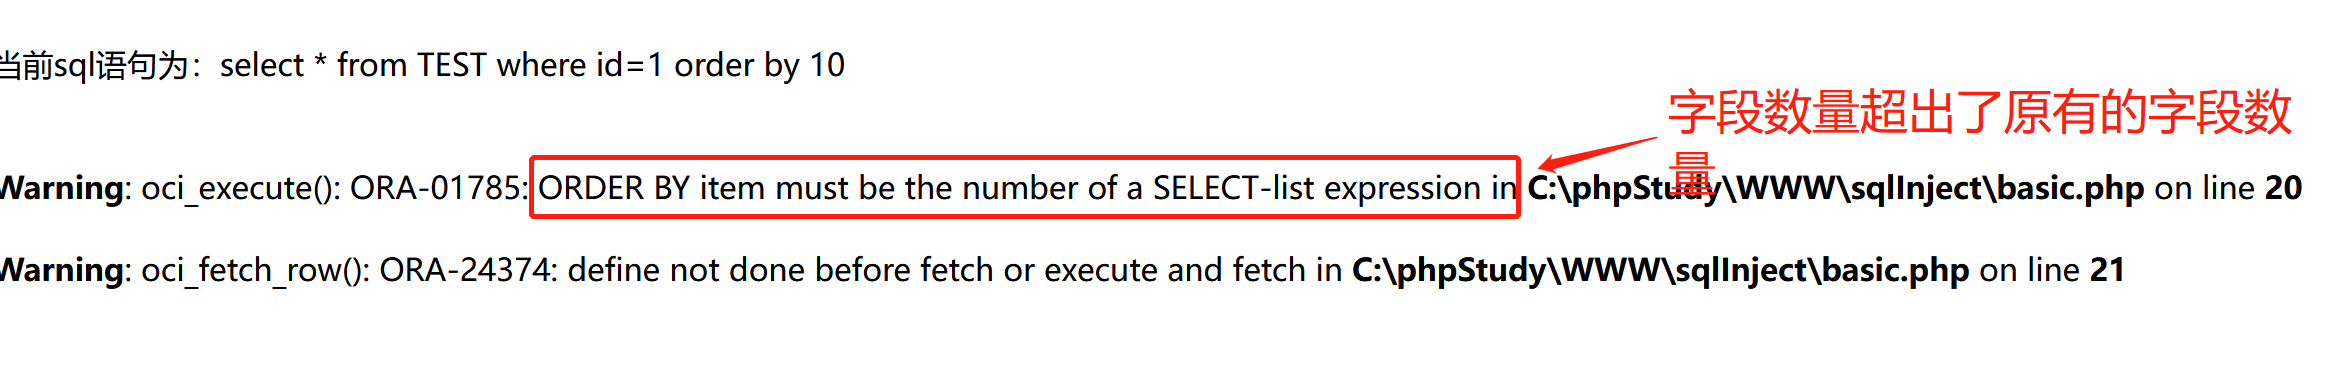 当前sql语句为：select * from TEST where id=1 order by 10
字段数量超出了原有的字段数
量
Warning: oci_execute(): ORA-01785: ORDER BY item must be the number of a SELECT-list expression in C:\phpStudy\WWW\sqlInject\basic.php on line 20
Warning: oci_fetch_row(): ORA-24374: define not done before fetch or execute and fetch in C:\phpStudy\WWW\sqlInject\basic.php on line 21